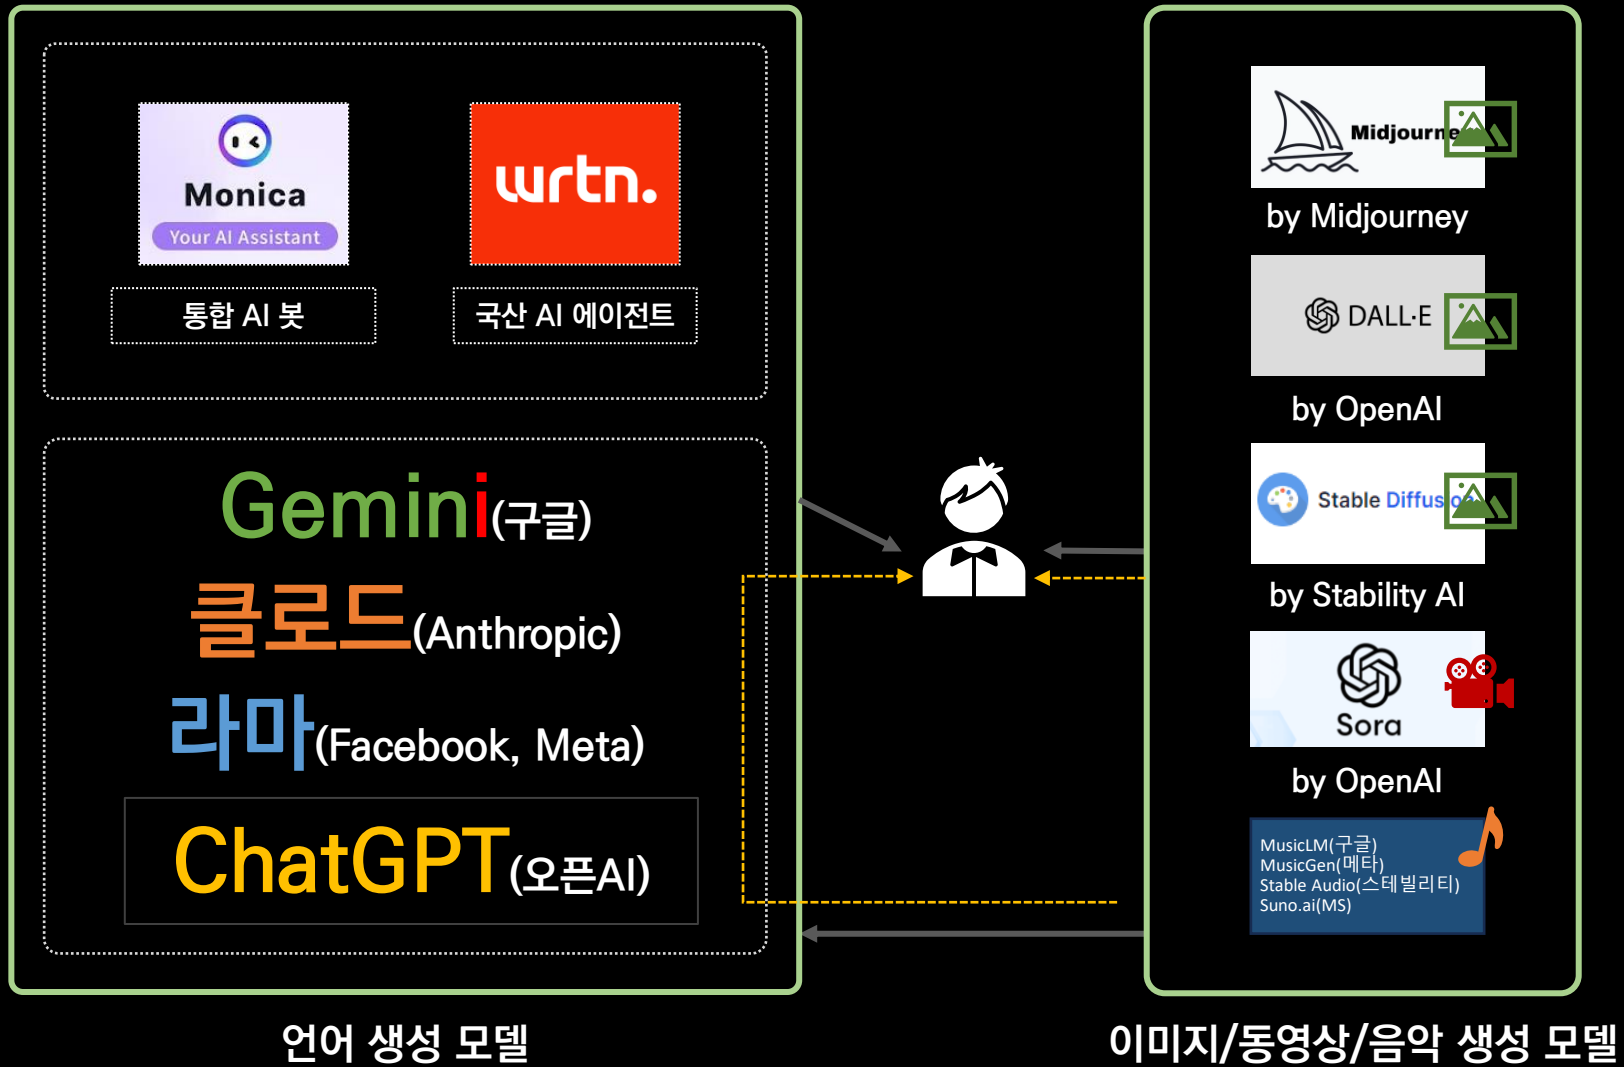 Monica
Your AI Assistant
통합 AI 봇
wrtn.
국산 AI 에이전트
Gemini(구글)
클로드(Anthropic)
라마(Facebook, Meta)
ChatGPT(오픈AI)
언어 생성 모델
Midjourne
by Midjourney
DALL·E
by OpenAI
Stable Diffusion
by Stability AI
Sora
by OpenAI
MusicLM(구글)
MusicGen(메타)
Stable Audio(스테빌리티)
Suno.ai(MS)
이미지/동영상/음악 생성 모델